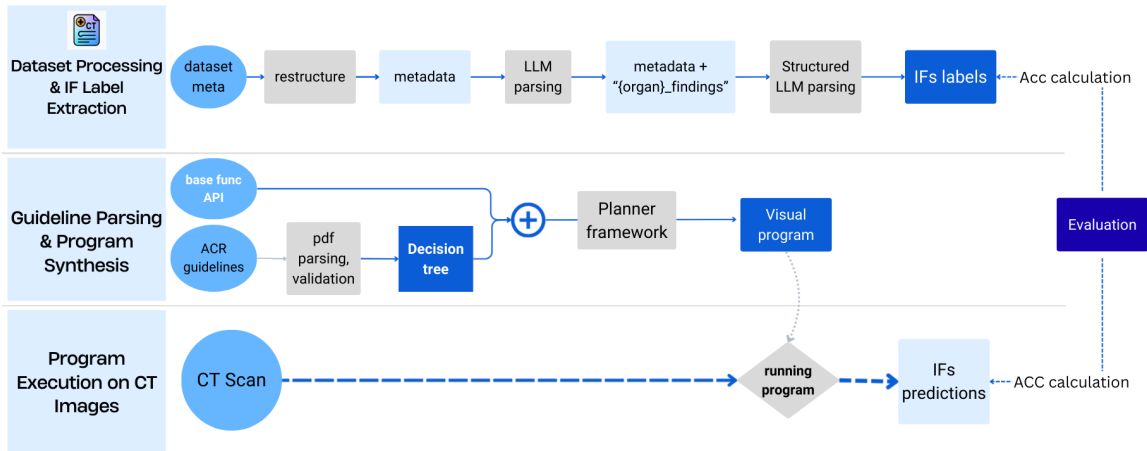 CT
Dataset Processing
& IF Label
Extraction
dataset
meta
restructure
metadata
LLM
parsing
metadata +
“{organ}_findings”
Structured
LLM parsing
IFs labels
Acc calculation
Guideline Parsing
& Program
Synthesis
base func
API
ACR
guidelines
pdf
parsing,
validation
Decision
tree
+
Planner
framework
Visual
program
Evaluation
Program
Execution on CT
Images
CT Scan
running
program
IFs
predictions
ACC calculation